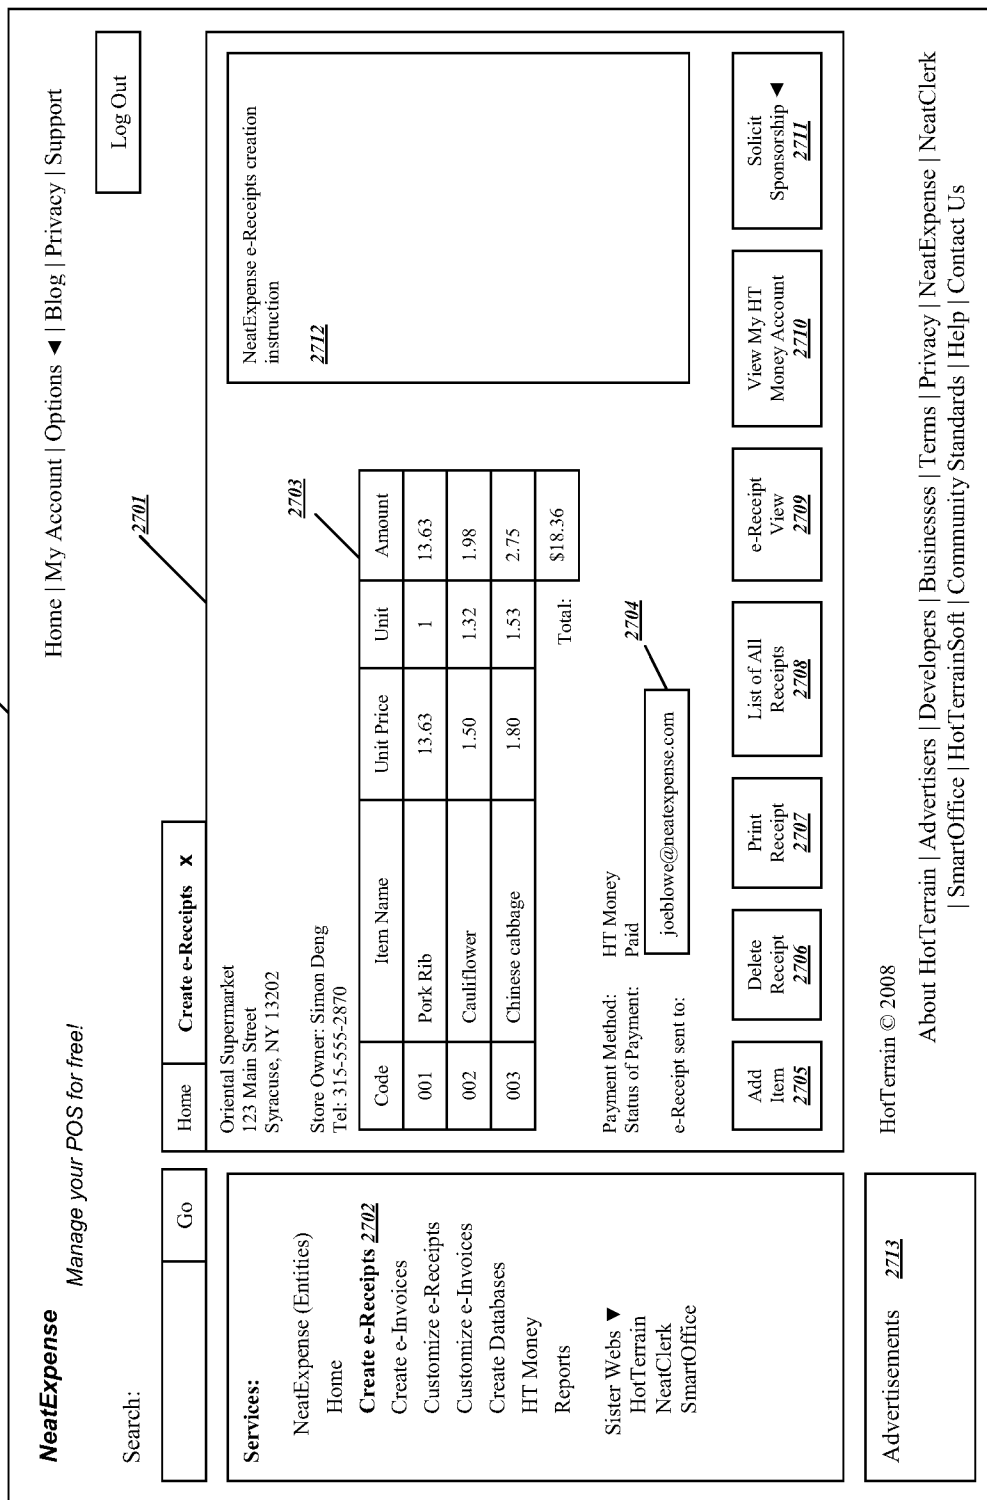 NeatExpense
Manage your POS for free!
Home | My Account | Options ▼ | Blog | Privacy | Support
Log Out
Search:
Go
Home
Create e-Receipts X
2701
Services:
NeatExpense (Entities)
Home
Create e-Receipts 2702
Create e-Invoices
Customize e-Receipts
Customize e-Invoices
Create Databases
HT Money
Reports
Sister Webs ▼
HotTerrain
NeatClerk
SmartOffice
Oriental Supermarket
123 Main Street
Syracuse, NY 13202
Store Owner: Simon Deng
Tel: 315-555-2870
2703
Code Item Name Unit Price Unit Amount
001 Pork Rib 13.63 1 13.63
002 Cauliflower 1.50 1.32 1.98
003 Chinese cabbage 1.80 1.53 2.75
Total: $18.36
Payment Method: HT Money
Status of Payment: Paid
e-Receipt sent to: joeblowe@neatexpense.com
2704
NeatExpense e-Receipts creation
instruction
2712
Add
Item
2705
Delete
Receipt
2706
Print
Receipt
2707
List of All
Receipts
2708
e-Receipt
View
2709
View My HT
Money Account
2710
Solicit
Sponsorship ▼
2711
Advertisements 2713
HotTerrain © 2008
About HotTerrain | Advertisers | Developers | Businesses | Terms | Privacy | NeatExpense | NeatClerk
| SmartOffice | HotTerrainSoft | Community Standards | Help | Contact Us